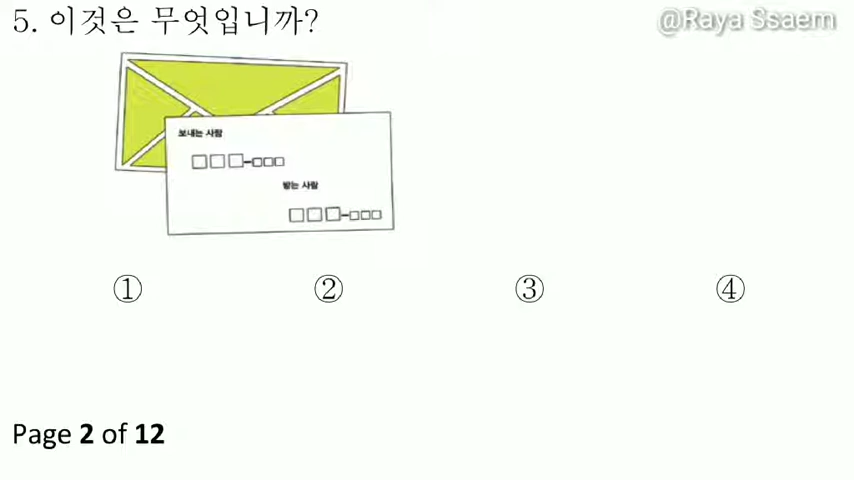 5. 이것은 무엇입니까?
@Raya Ssaem
보내는 사람
받는 사람
① ② ③ ④
Page 2 of 12